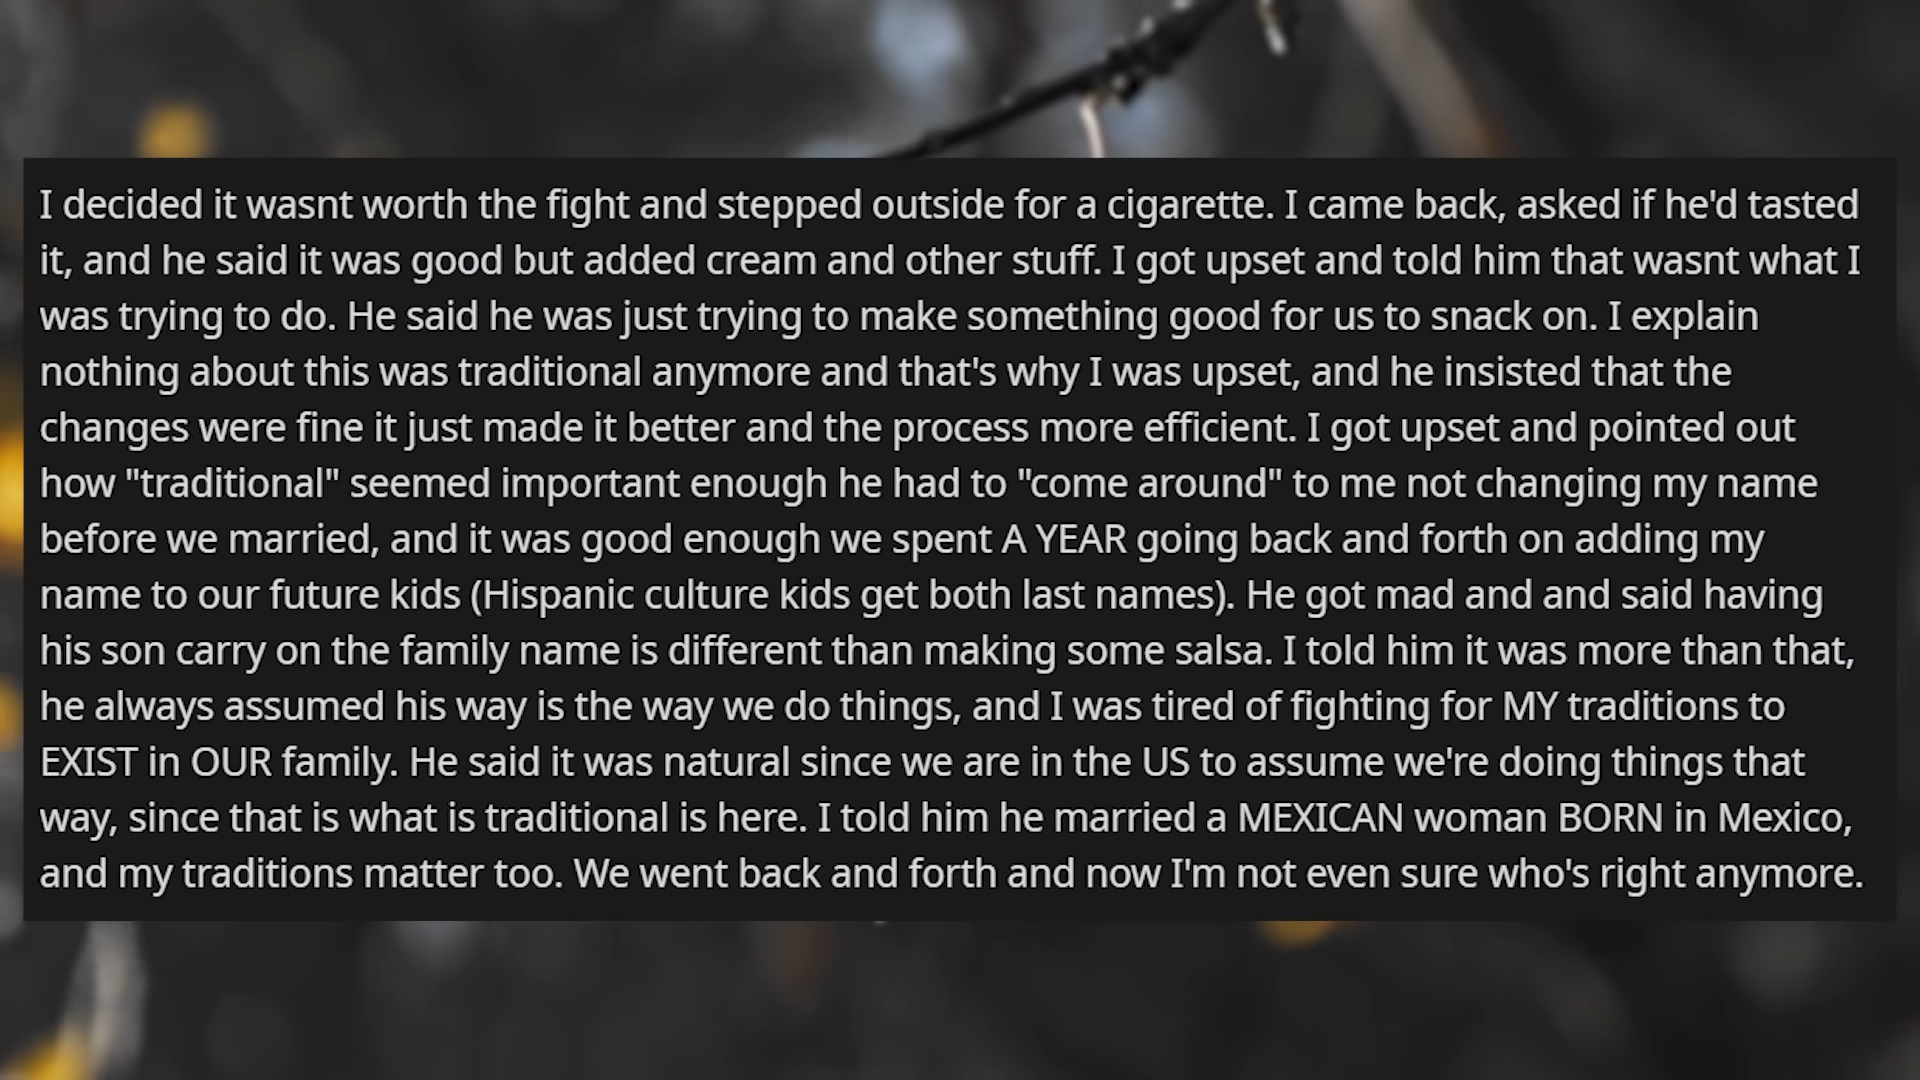 I decided it wasnt worth the fight and stepped outside for a cigarette. I came back, asked if he'd tasted
it, and he said it was good but added cream and other stuff. I got upset and told him that wasnt what I
was trying to do. He said he was just trying to make something good for us to snack on. I explain
nothing about this was traditional anymore and that's why I was upset, and he insisted that the
changes were fine it just made it better and the process more efficient. I got upset and pointed out
how "traditional" seemed important enough he had to "come around" to me not changing my name
before we married, and it was good enough we spent A YEAR going back and forth on adding my
name to our future kids (Hispanic culture kids get both last names). He got mad and and said having
his son carry on the family name is different than making some salsa. I told him it was more than that,
he always assumed his way is the way we do things, and I was tired of fighting for MY traditions to
EXIST in OUR family. He said it was natural since we are in the US to assume we're doing things that
way, since that is what is traditional is here. I told him he married a MEXICAN woman BORN in Mexico,
and my traditions matter too. We went back and forth and now I'm not even sure who's right anymore.